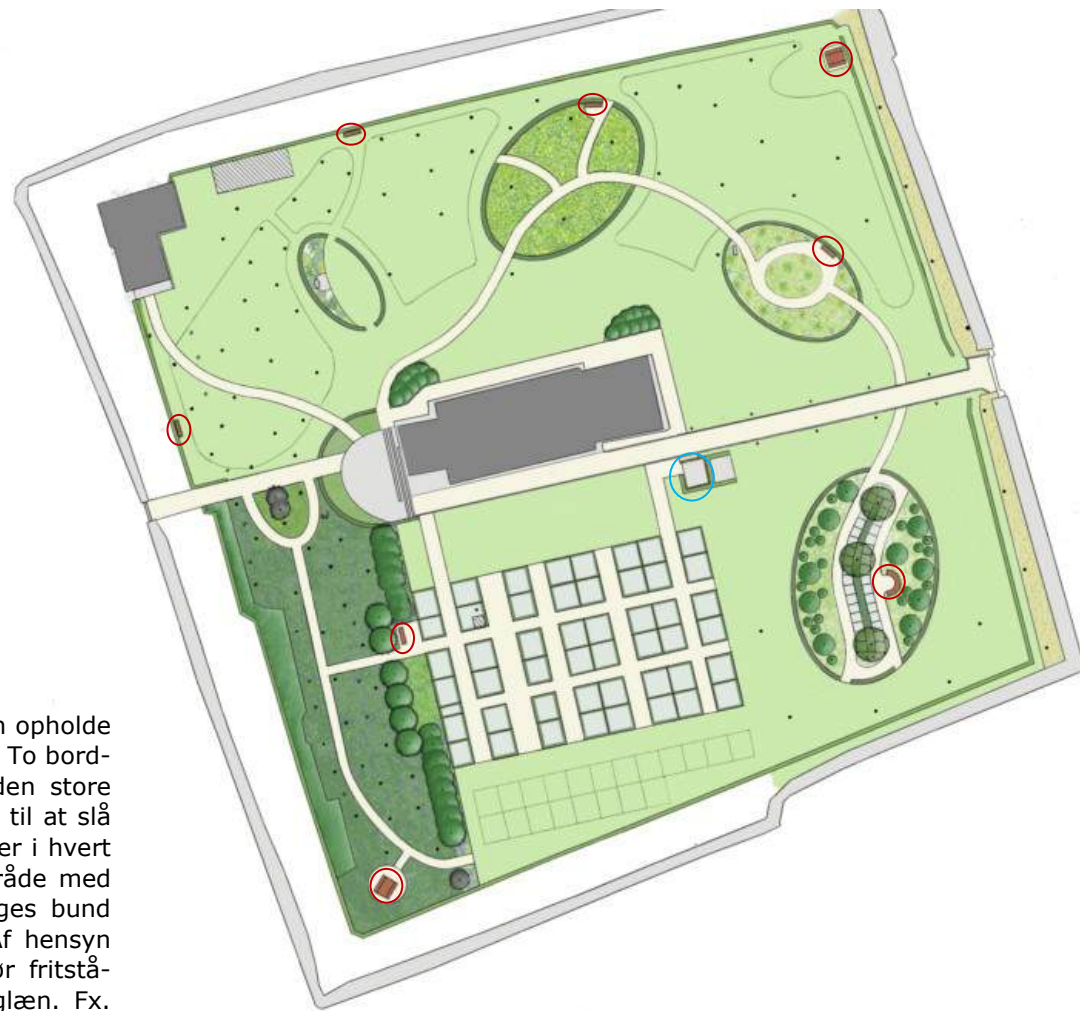 n opholde
To bord-
den store
til at slå
er i hvert
råde med
ges bund
Af hensyn
ør fritstå-
glæn. Fx.